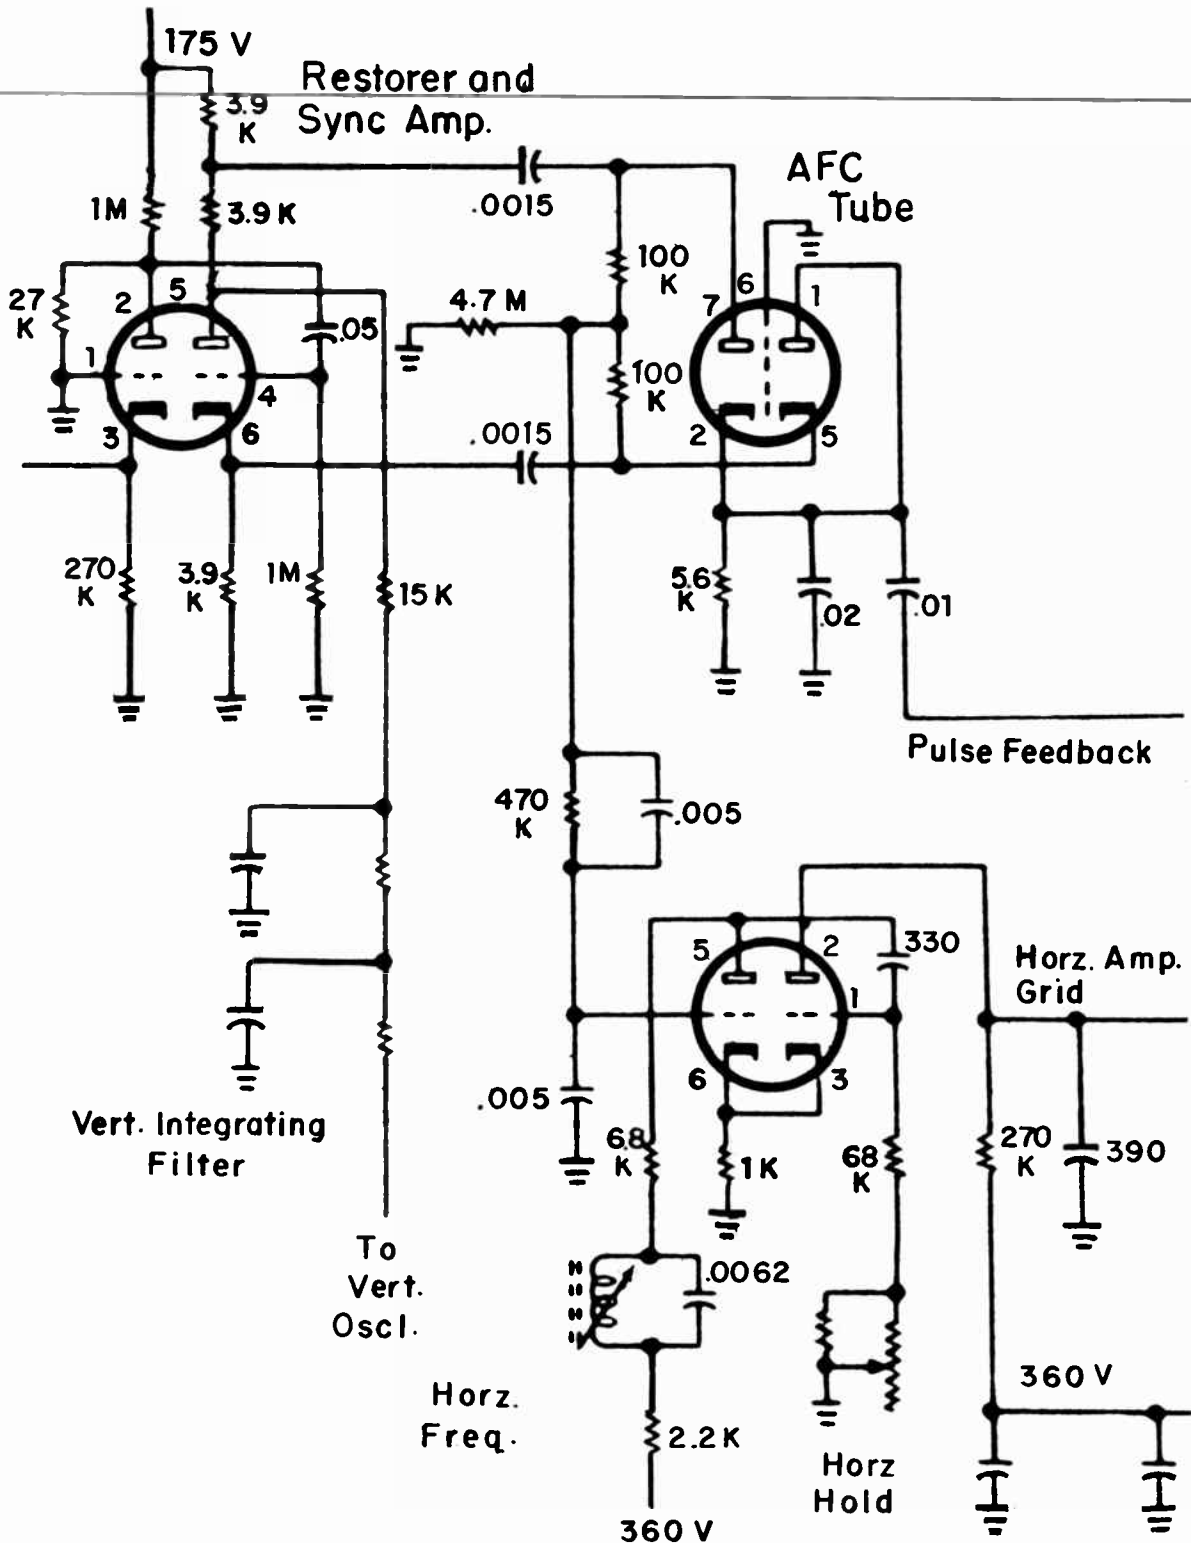 175 V
Restorer and
Sync Amp.
3.9
K
1M
3.9 K
.0015
AFC
Tube
27
K
2
5
.05
4.7 M
100
K
7
6
1
1
4
100
K
3
6
.0015
2
5
270
K
3.9
K
1M
15 K
5.6
K
.02
.01
Pulse Feedback
470
K
.005
5
2
330
1
Horz. Amp.
Grid
6
3
.005
Vert. Integrating
Filter
6.8
K
1 K
68
K
270
K
390
To
Vert.
Oscl.
.0062
Horz.
Freq.
2.2 K
360 V
Horz
Hold
360 V